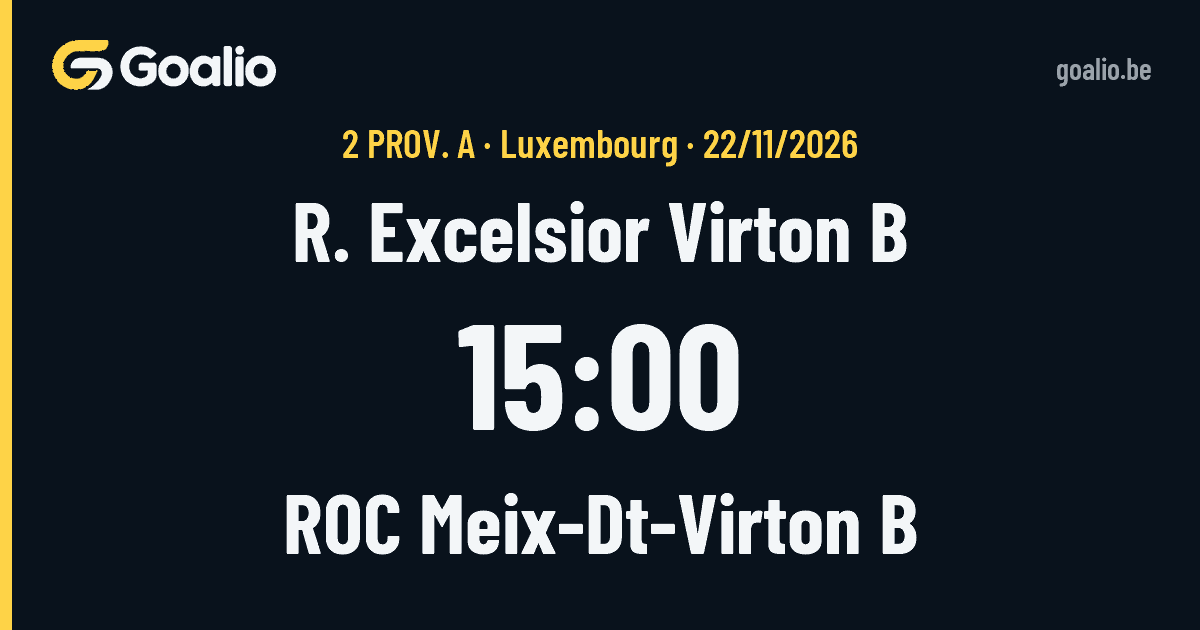 Goalio
goalio.be
2 PROV. A · Luxembourg · 22/11/2026
R. Excelsior Virton B
15:00
ROC Meix-Dt-Virton B